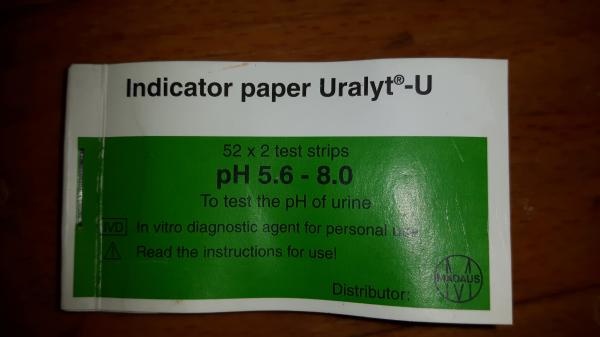 Indicator paper Uralyt®-U
52 x 2 test strips
pH 5.6 - 8.0
To test the pH of urine
IVD In vitro diagnostic agent for personal use
Read the instructions for use!
Distributor:
MADAUS